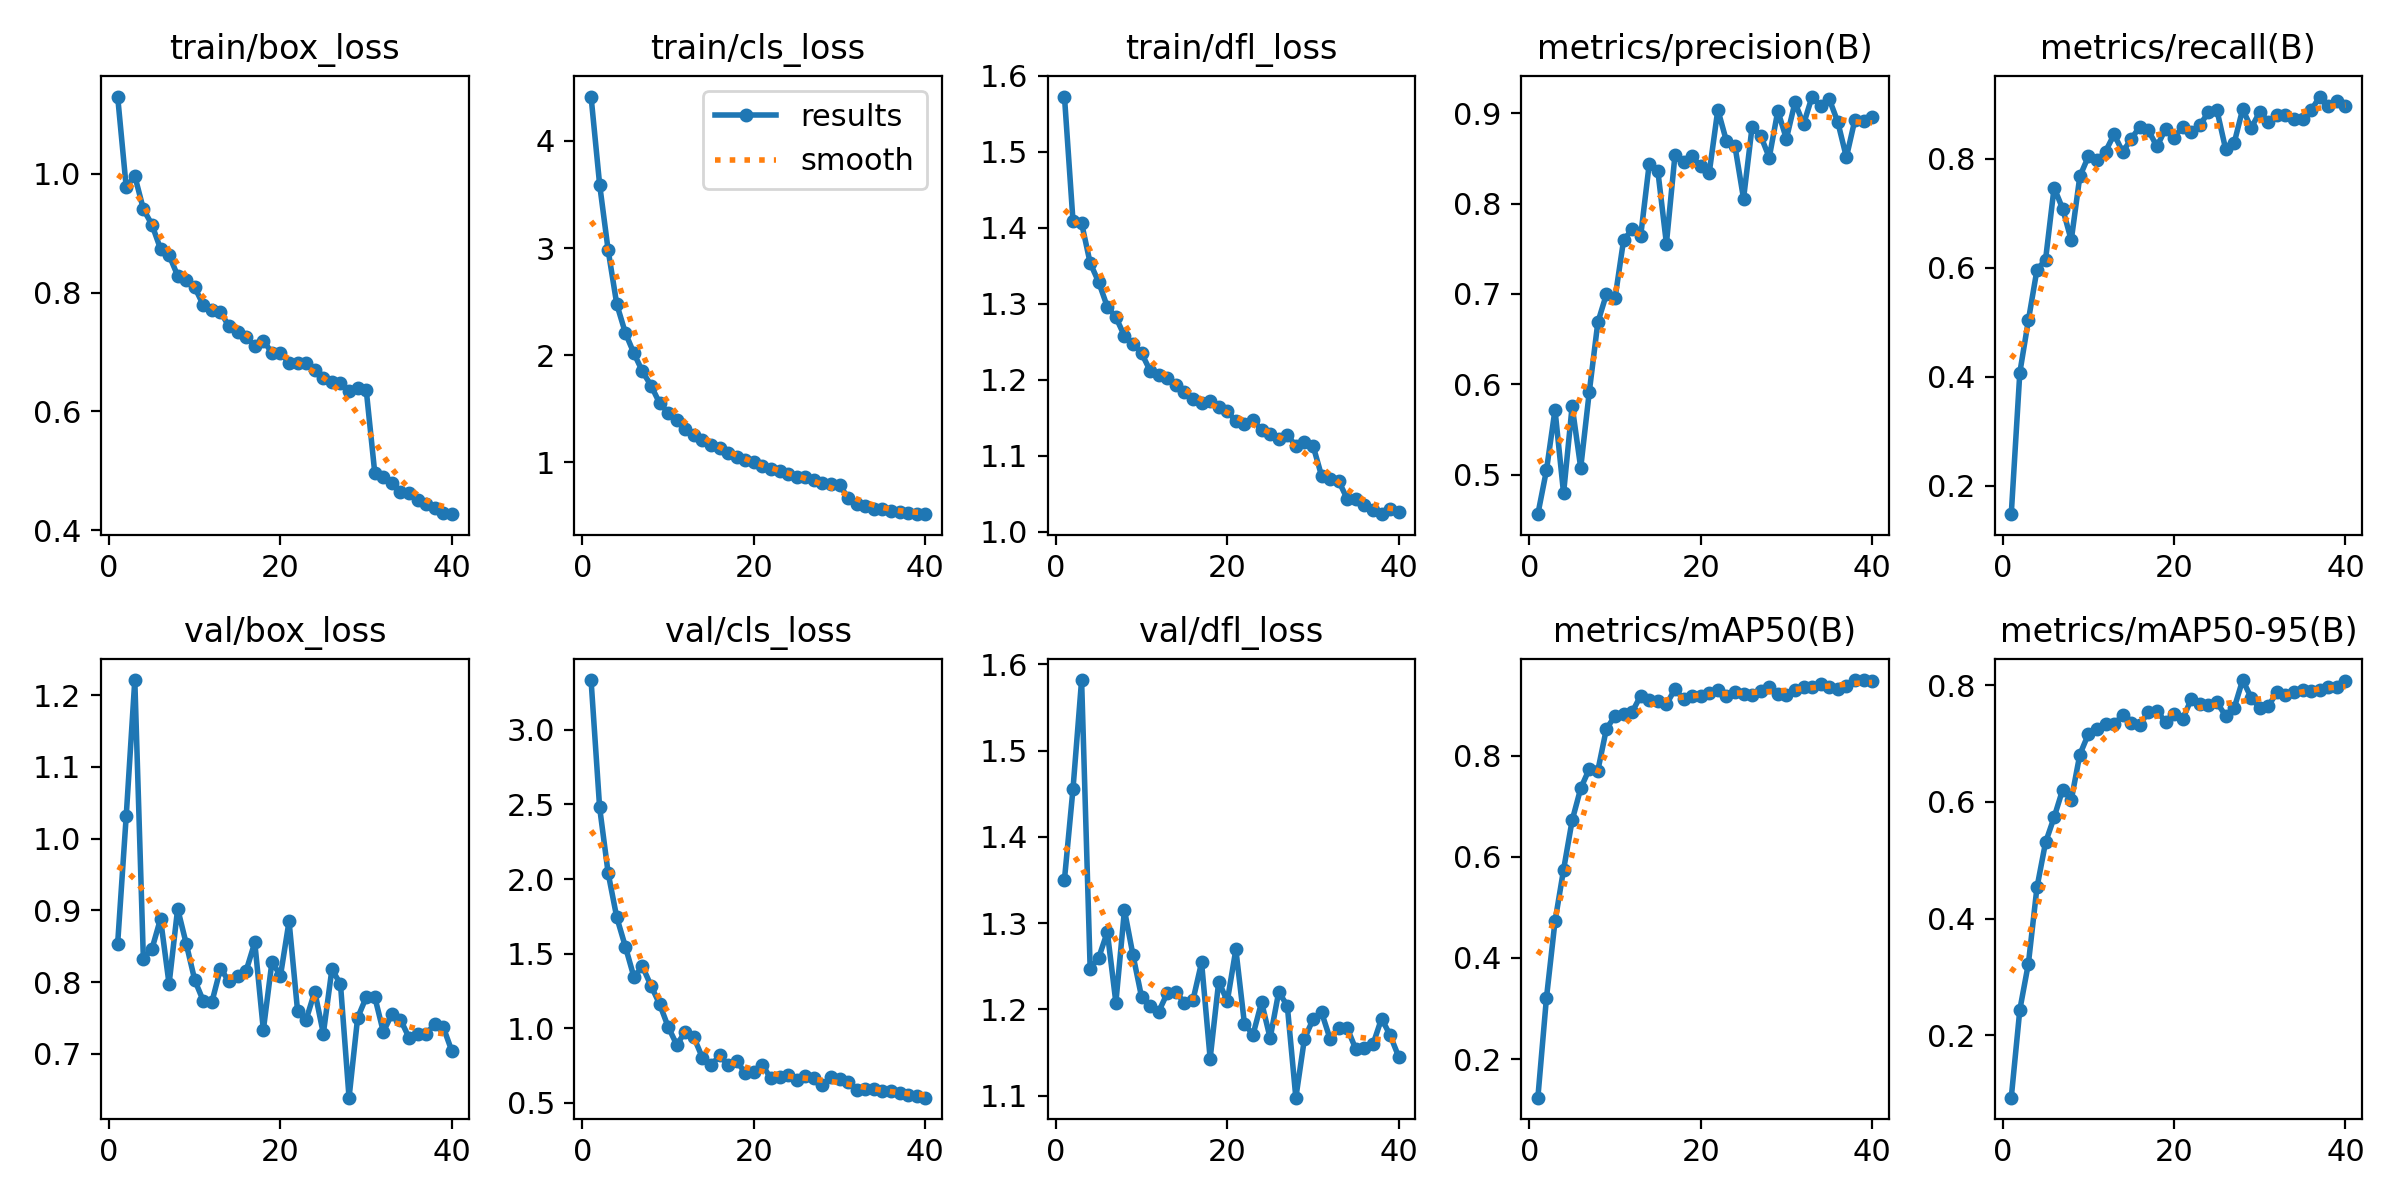 train/box_loss
1.0
0.8
0.6
0.4
0 20 40
train/cls_loss
results
smooth
4
3
2
1
0 20 40
train/dfl_loss
1.6
1.5
1.4
1.3
1.2
1.1
1.0
0 20 40
metrics/precision(B)
0.9
0.8
0.7
0.6
0.5
0 20 40
metrics/recall(B)
0.8
0.6
0.4
0.2
0 20 40
val/box_loss
1.2
1.1
1.0
0.9
0.8
0.7
0 20 40
val/cls_loss
3.0
2.5
2.0
1.5
1.0
0.5
0 20 40
val/dfl_loss
1.6
1.5
1.4
1.3
1.2
1.1
0 20 40
metrics/mAP50(B)
0.8
0.6
0.4
0.2
0 20 40
metrics/mAP50-95(B)
0.8
0.6
0.4
0.2
0 20 40